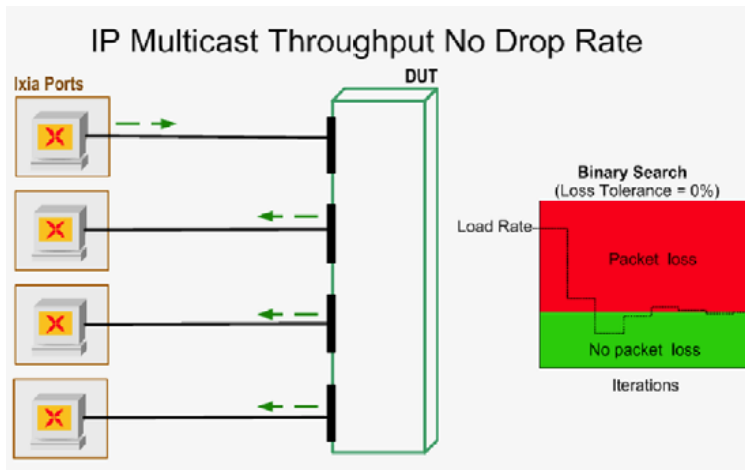 IP Multicast Throughput No Drop Rate
Ixia Ports
DUT
Binary Search
(Loss Tolerance = 0%)
Load Rate
Packet loss
No packet loss
Iterations